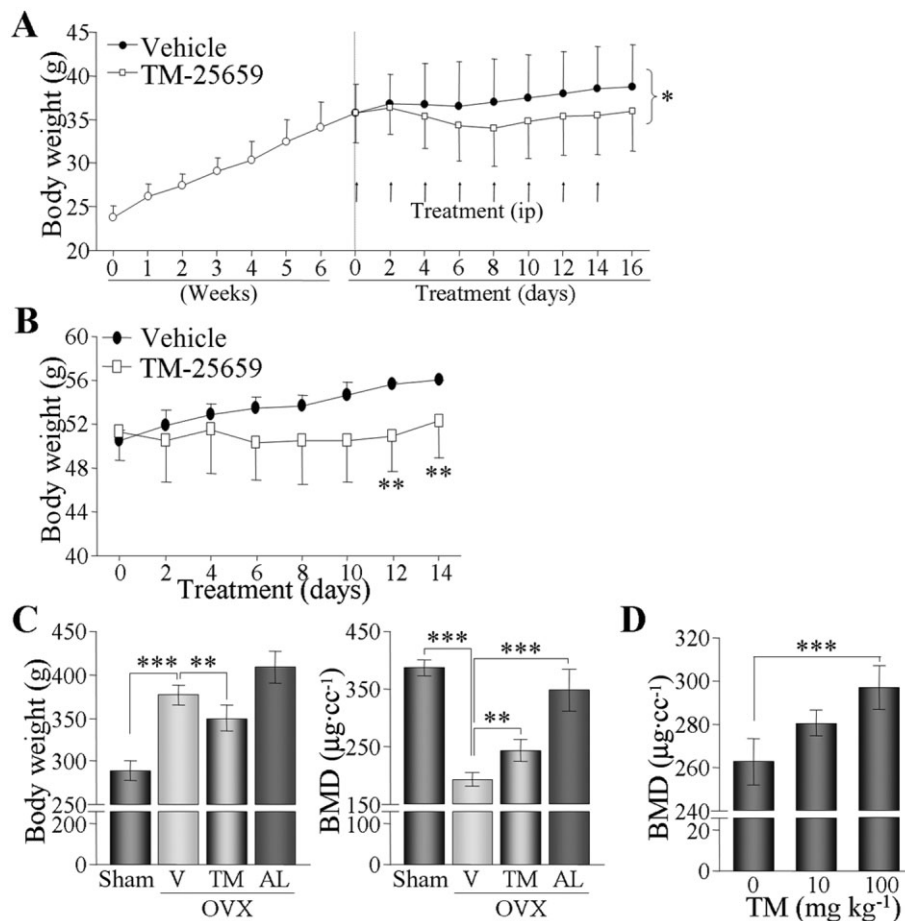 A
Body weight (g)
45
40
35
30
25
20
Vehicle
TM-25659
*
Treatment (ip)
0 1 2 3 4 5 6 0 2 4 6 8 10 12 14 16
(Weeks) Treatment (days)
B
Body weight (g)
60
56
52
48
44
40
Vehicle
TM-25659
** **
0 2 4 6 8 10 12 14
Treatment (days)
C
Body weight (g)
450
400
350
300
250
200
0
*** **
Sham V TM AL
OVX
BMD (µg·cc⁻¹)
450
350
250
150
100
0
*** ***
**
Sham V TM AL
OVX
D
BMD (µg·cc⁻¹)
320
300
280
260
240
20
0
***
0 10 100
TM (mg kg⁻¹)